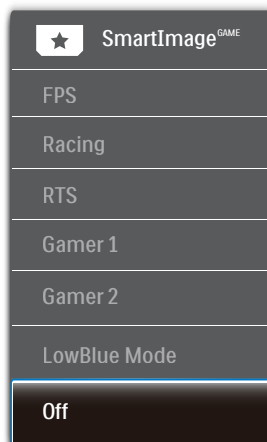 SmartImage GAME
FPS
Racing
RTS
Gamer 1
Gamer 2
LowBlue Mode
Off